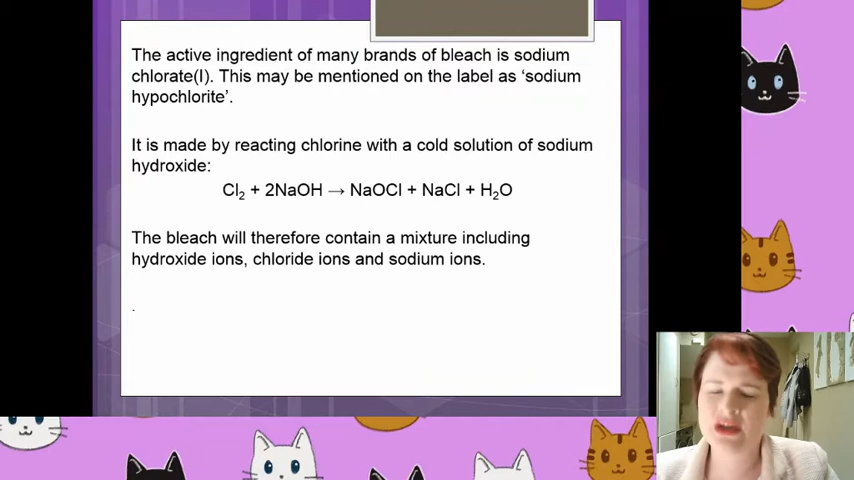 The active ingredient of many brands of bleach is sodium
chlorate(I). This may be mentioned on the label as ‘sodium
hypochlorite’.
It is made by reacting chlorine with a cold solution of sodium
hydroxide:
Cl₂ + 2NaOH → NaOCl + NaCl + H₂O
The bleach will therefore contain a mixture including
hydroxide ions, chloride ions and sodium ions.
.